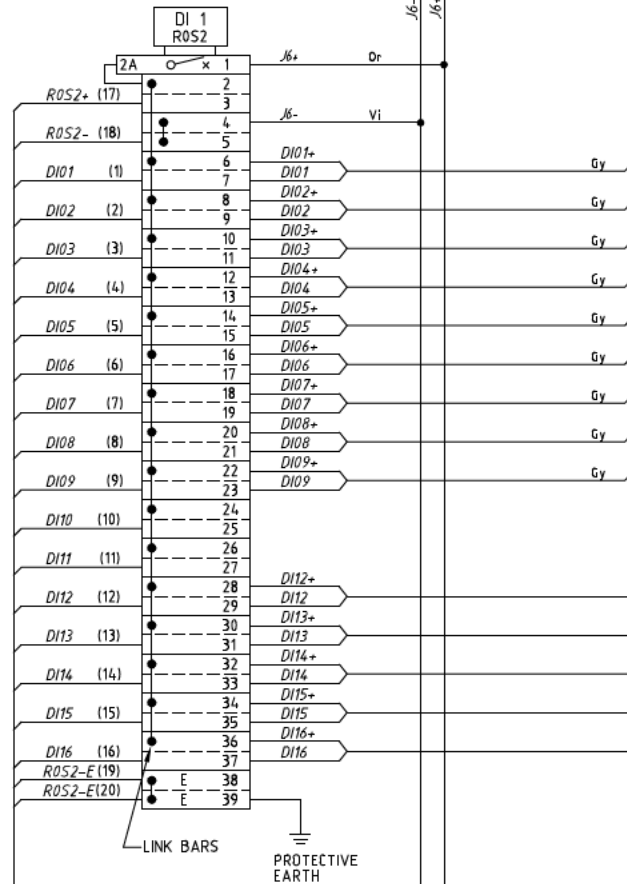 J6-
J6+
DI 1
R0S2
2A 1 J6+ Or
2
R0S2+ (17) 3
4 J6- Vi
R0S2- (18) 5
6 DI01+
DI01 (1) 7 DI01 Gy
8 DI02+
DI02 (2) 9 DI02 Gy
10 DI03+
DI03 (3) 11 DI03 Gy
12 DI04+
DI04 (4) 13 DI04 Gy
14 DI05+
DI05 (5) 15 DI05 Gy
16 DI06+
DI06 (6) 17 DI06 Gy
18 DI07+
DI07 (7) 19 DI07 Gy
20 DI08+
DI08 (8) 21 DI08 Gy
22 DI09+
DI09 (9) 23 DI09 Gy
24
DI10 (10) 25
26
DI11 (11) 27
28 DI12+
DI12 (12) 29 DI12
30 DI13+
DI13 (13) 31 DI13
32 DI14+
DI14 (14) 33 DI14
34 DI15+
DI15 (15) 35 DI15
36 DI16+
DI16 (16) 37 DI16
R0S2-E (19) E 38
R0S2-E (20) E 39
LINK BARS
PROTECTIVE
EARTH